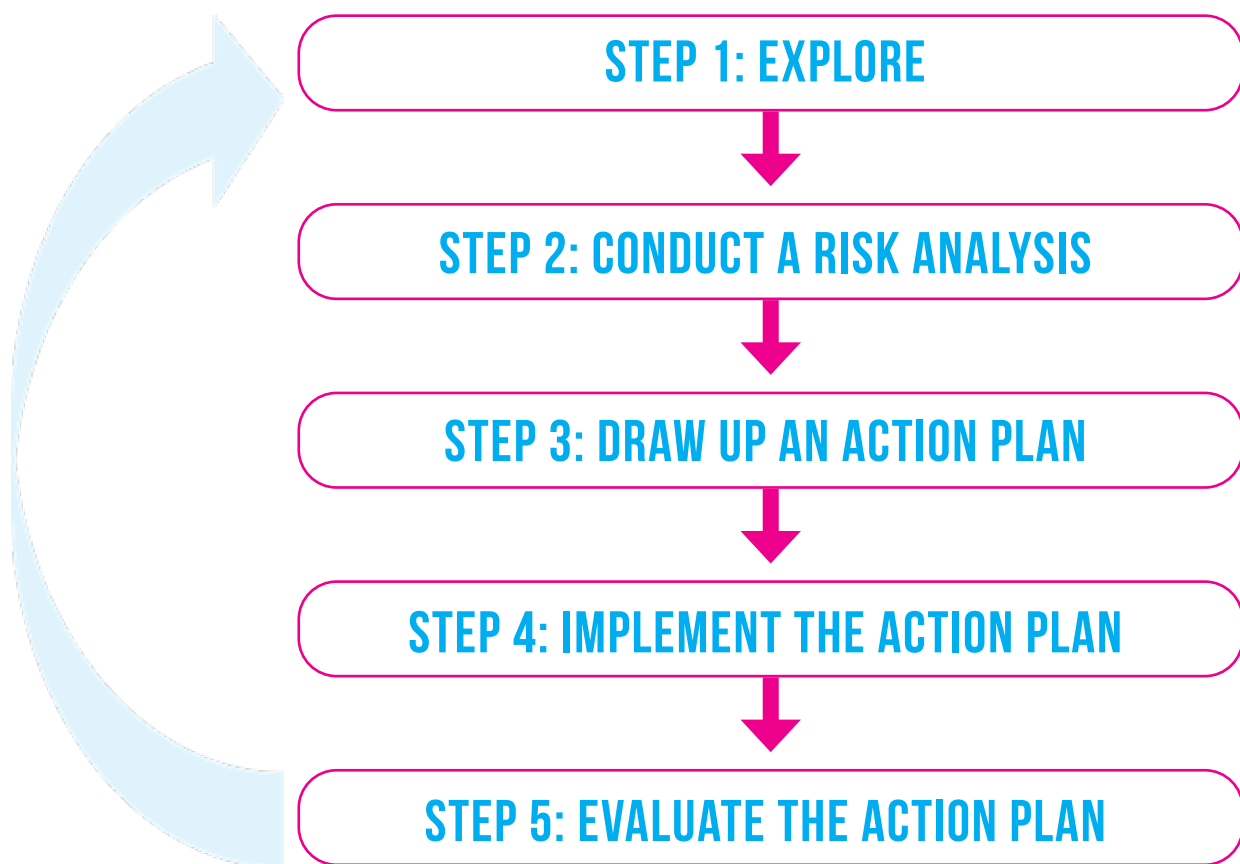 STEP 1: EXPLORE
STEP 2: CONDUCT A RISK ANALYSIS
STEP 3: DRAW UP AN ACTION PLAN
STEP 4: IMPLEMENT THE ACTION PLAN
STEP 5: EVALUATE THE ACTION PLAN